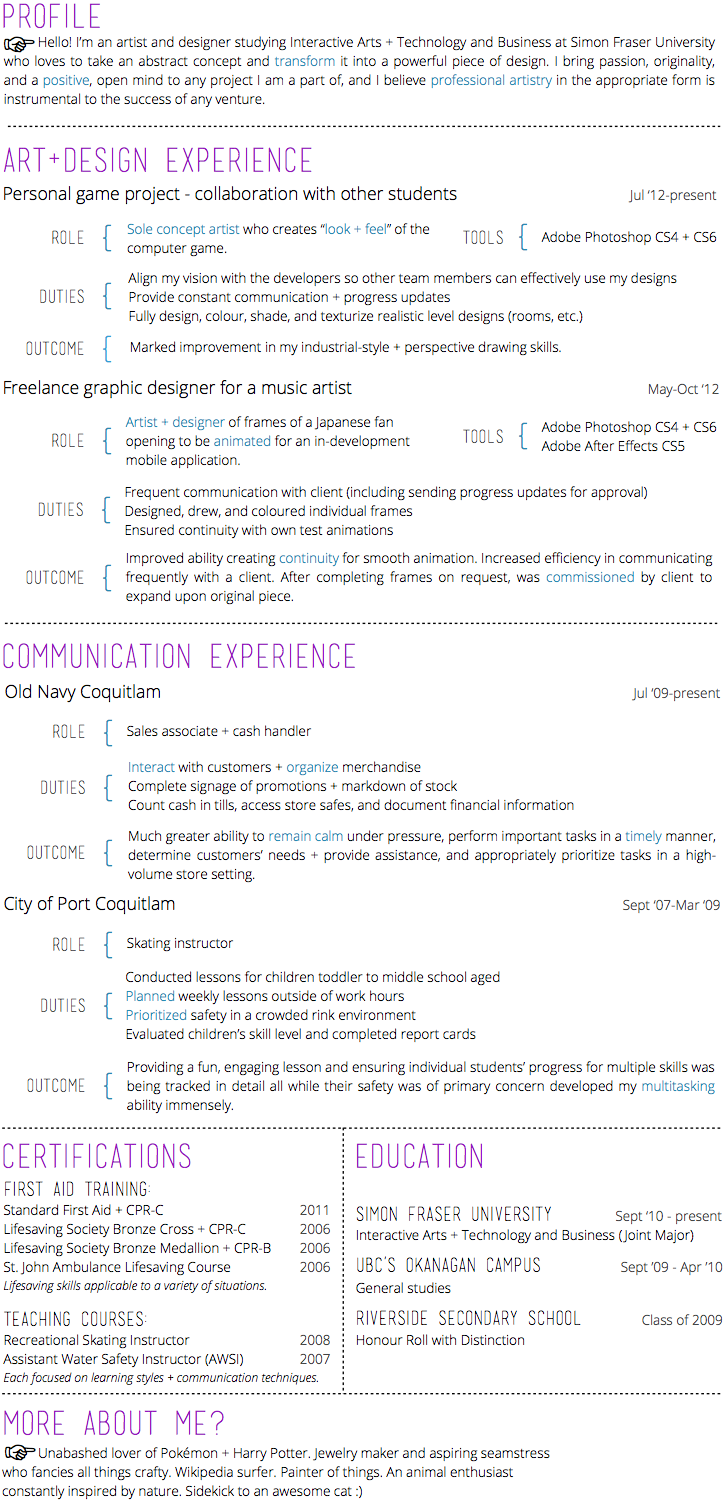 PROFILE
Hello! I'm an artist and designer studying Interactive Arts + Technology and Business at Simon Fraser University
who loves to take an abstract concept and transform it into a powerful piece of design. I bring passion, originality,
and a positive, open mind to any project I am a part of, and I believe professional artistry in the appropriate form is
instrumental to the success of any venture.
ART+DESIGN EXPERIENCE
Personal game project - collaboration with other students Jul '12-present
ROLE { Sole concept artist who creates “look + feel” of the
computer game.
TOOLS { Adobe Photoshop CS4 + CS6
DUTIES { Align my vision with the developers so other team members can effectively use my designs
Provide constant communication + progress updates
Fully design, colour, shade, and texturize realistic level designs (rooms, etc.)
OUTCOME { Marked improvement in my industrial-style + perspective drawing skills.
Freelance graphic designer for a music artist May-Oct '12
ROLE { Artist + designer of frames of a Japanese fan
opening to be animated for an in-development
mobile application.
TOOLS { Adobe Photoshop CS4 + CS6
Adobe After Effects CS5
DUTIES { Frequent communication with client (including sending progress updates for approval)
Designed, drew, and coloured individual frames
Ensured continuity with own test animations
OUTCOME { Improved ability creating continuity for smooth animation. Increased efficiency in communicating
frequently with a client. After completing frames on request, was commissioned by client to
expand upon original piece.
COMMUNICATION EXPERIENCE
Old Navy Coquitlam Jul '09-present
ROLE { Sales associate + cash handler
DUTIES { Interact with customers + organize merchandise
Complete signage of promotions + markdown of stock
Count cash in tills, access store safes, and document financial information
OUTCOME { Much greater ability to remain calm under pressure, perform important tasks in a timely manner,
determine customers' needs + provide assistance, and appropriately prioritize tasks in a high-
volume store setting.
City of Port Coquitlam Sept '07-Mar '09
ROLE { Skating instructor
DUTIES { Conducted lessons for children toddler to middle school aged
Planned weekly lessons outside of work hours
Prioritized safety in a crowded rink environment
Evaluated children's skill level and completed report cards
OUTCOME { Providing a fun, engaging lesson and ensuring individual students' progress for multiple skills was
being tracked in detail all while their safety was of primary concern developed my multitasking
ability immensely.
CERTIFICATIONS
FIRST AID TRAINING:
Standard First Aid + CPR-C 2011
Lifesaving Society Bronze Cross + CPR-C 2006
Lifesaving Society Bronze Medallion + CPR-B 2006
St. John Ambulance Lifesaving Course 2006
Lifesaving skills applicable to a variety of situations.
TEACHING COURSES:
Recreational Skating Instructor 2008
Assistant Water Safety Instructor (AWSI) 2007
Each focused on learning styles + communication techniques.
EDUCATION
SIMON FRASER UNIVERSITY Sept '10 - present
Interactive Arts + Technology and Business (Joint Major)
UBC'S OKANAGAN CAMPUS Sept '09 - Apr '10
General studies
RIVERSIDE SECONDARY SCHOOL Class of 2009
Honour Roll with Distinction
MORE ABOUT ME?
Unabashed lover of Pokémon + Harry Potter. Jewelry maker and aspiring seamstress
who fancies all things crafty. Wikipedia surfer. Painter of things. An animal enthusiast
constantly inspired by nature. Sidekick to an awesome cat :)